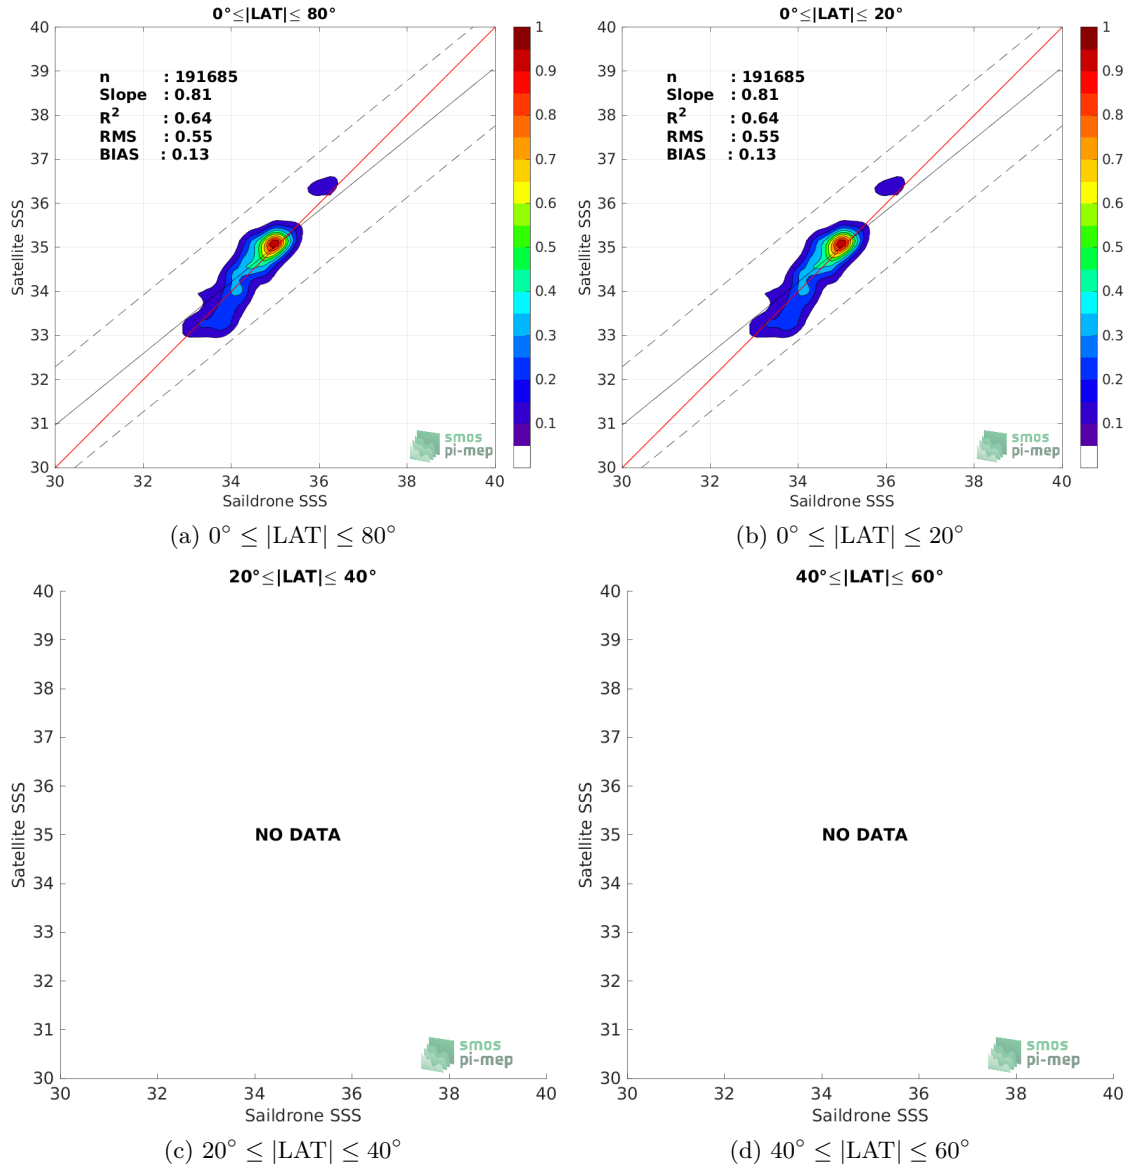 0°≤|LAT|≤ 80°
40
39
38
37
36
35
34
33
32
31
30
30
32
34
36
38
40
Satellite SSS
Saildrone SSS
n : 191685
Slope : 0.81
R² : 0.64
RMS : 0.55
BIAS : 0.13
1
0.9
0.8
0.7
0.6
0.5
0.4
0.3
0.2
0.1
smos
pi-mep
(a) 0° ≤ |LAT| ≤ 80°
0°≤|LAT|≤ 20°
40
39
38
37
36
35
34
33
32
31
30
30
32
34
36
38
40
Satellite SSS
Saildrone SSS
n : 191685
Slope : 0.81
R² : 0.64
RMS : 0.55
BIAS : 0.13
1
0.9
0.8
0.7
0.6
0.5
0.4
0.3
0.2
0.1
smos
pi-mep
(b) 0° ≤ |LAT| ≤ 20°
20°≤|LAT|≤ 40°
40
39
38
37
36
35
34
33
32
31
30
30
32
34
36
38
40
Satellite SSS
Saildrone SSS
NO DATA
smos
pi-mep
(c) 20° ≤ |LAT| ≤ 40°
40°≤|LAT|≤ 60°
40
39
38
37
36
35
34
33
32
31
30
30
32
34
36
38
40
Satellite SSS
Saildrone SSS
NO DATA
smos
pi-mep
(d) 40° ≤ |LAT| ≤ 60°